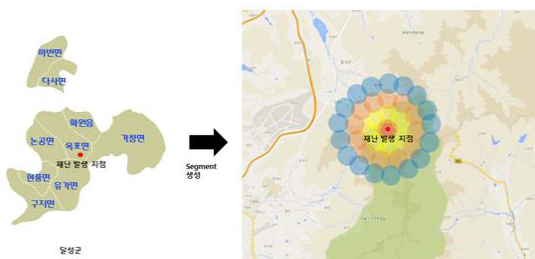 하빈면
다사면
화원읍
논공면
옥포면
가창면
재난 발생 지점
현풍면
유가면
구지면
달성군
Segment
생성
재난 발생 지점